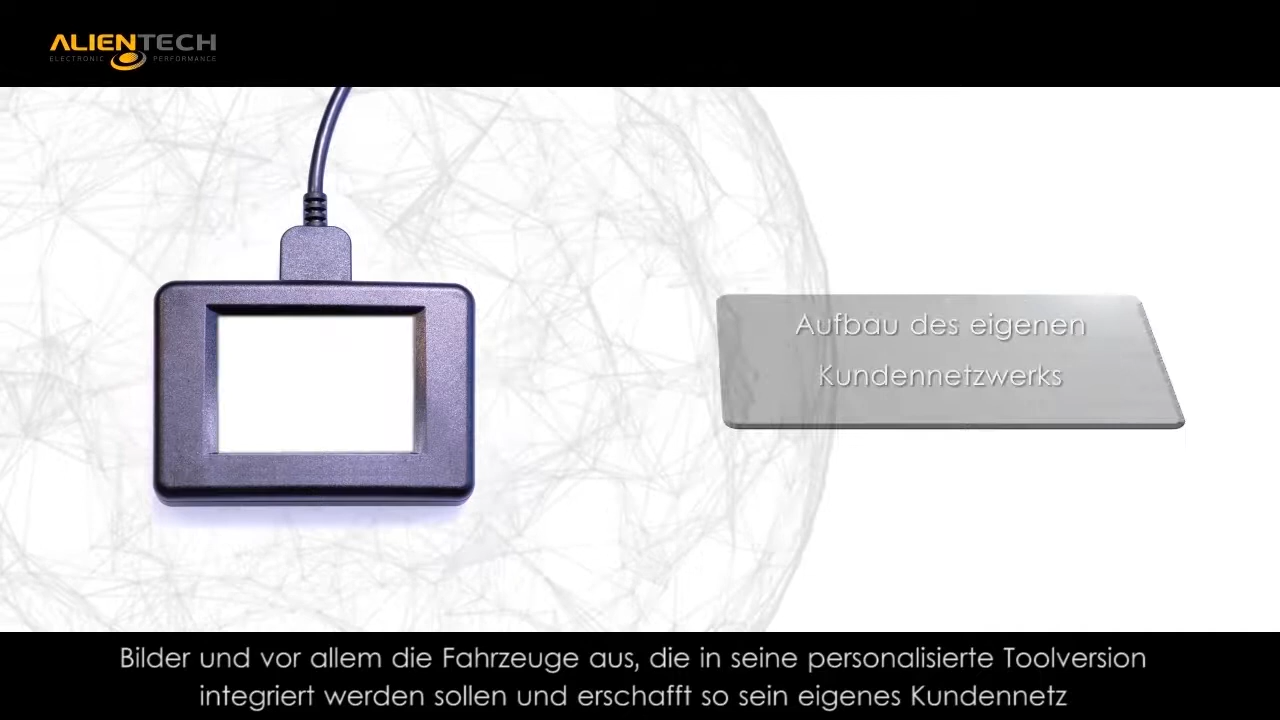 ALIENTECH
ELECTRONIC PERFORMANCE
Aufbau des eigenen
Kundennetzwerks
Bilder und vor allem die Fahrzeuge aus, die in seine personalisierte Toolversion
integriert werden sollen und erschafft so sein eigenes Kundennetz